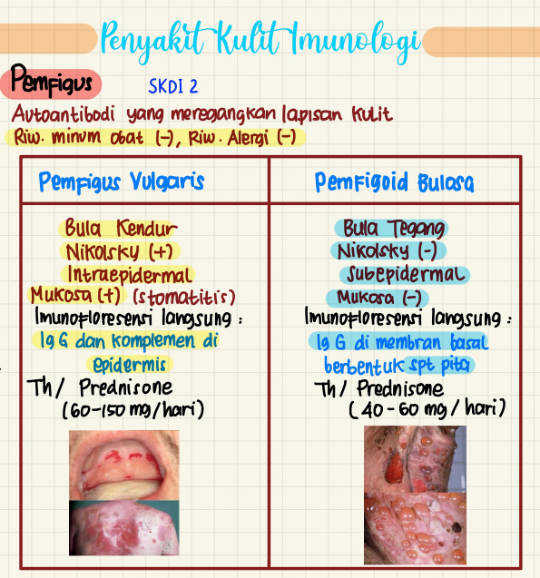 Penyakit Kulit Imunologi
Pemfigus SKDI 2
Autoantibodi yang meregangkan lapisan kulit
Riw. minum obat (-), Riw. Alergi (-)
Pemfigus Vulgaris
Bula Kendur
Nikolsky (+)
Intraepidermal
Mukosa (+) (stomatitis)
Imunofloresensi langsung :
Ig G dan komplemen di
epidermis
Th/ Prednisone
(60-150 mg/hari)
Pemfigoid Bulosa
Bula Tegang
Nikolsky (-)
Subepidermal
Mukosa (-)
Imunofloresensi langsung :
Ig G di membran basal
berbentuk spt pita
Th/ Prednisone
(40-60 mg/hari)